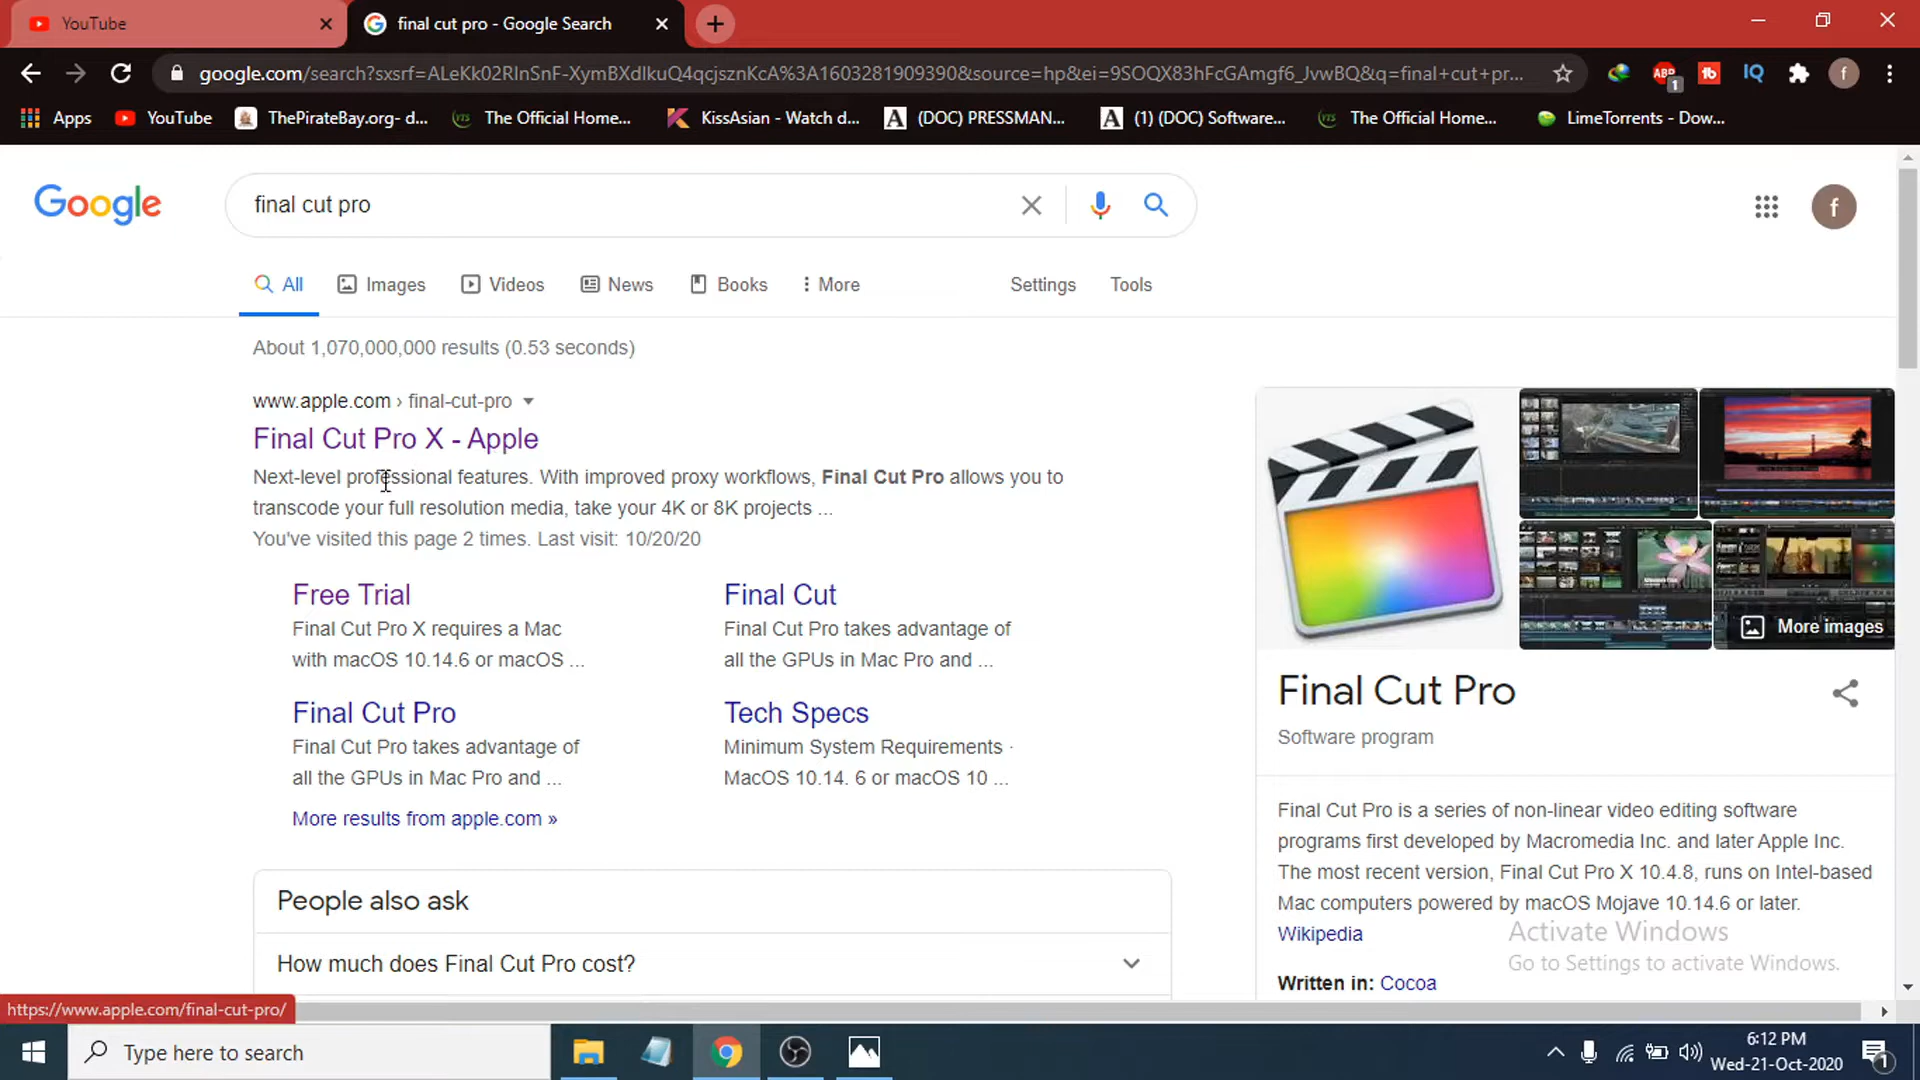 YouTube
final cut pro - Google Search
google.com/search?sxsrf=ALeKk02RInSnF-XymBXdIkuQ4qcjsznKcA%3A1603281909390&source=hp&ei=9SOQX83hFcGAmgf6_JvwBQ&q=final+cut+pr...
ABP
1
tb
IQ
f
Apps
YouTube
ThePirateBay.org- d...
YTS
The Official Home...
KissAsian - Watch d...
A
(DOC) PRESSMAN...
A
(1) (DOC) Software...
YTS
The Official Home...
LimeTorrents - Dow...
Google
final cut pro
f
All
Images
Videos
News
Books
More
Settings
Tools
About 1,070,000,000 results (0.53 seconds)
www.apple.com › final-cut-pro
Final Cut Pro X - Apple
Next-level professional features. With improved proxy workflows, Final Cut Pro allows you to
transcode your full resolution media, take your 4K or 8K projects ...
You've visited this page 2 times. Last visit: 10/20/20
Free Trial
Final Cut Pro X requires a Mac
with macOS 10.14.6 or macOS ...
Final Cut
Final Cut Pro takes advantage of
all the GPUs in Mac Pro and ...
Final Cut Pro
Final Cut Pro takes advantage of
all the GPUs in Mac Pro and ...
Tech Specs
Minimum System Requirements ·
MacOS 10.14. 6 or macOS 10 ...
More results from apple.com »
People also ask
How much does Final Cut Pro cost?
More images
Final Cut Pro
Software program
Final Cut Pro is a series of non-linear video editing software
programs first developed by Macromedia Inc. and later Apple Inc.
The most recent version, Final Cut Pro X 10.4.8, runs on Intel-based
Mac computers powered by macOS Mojave 10.14.6 or later.
Wikipedia
Written in: Cocoa
Activate Windows
Go to Settings to activate Windows.
https://www.apple.com/final-cut-pro/
Type here to search
6:12 PM
Wed-21-Oct-2020
1